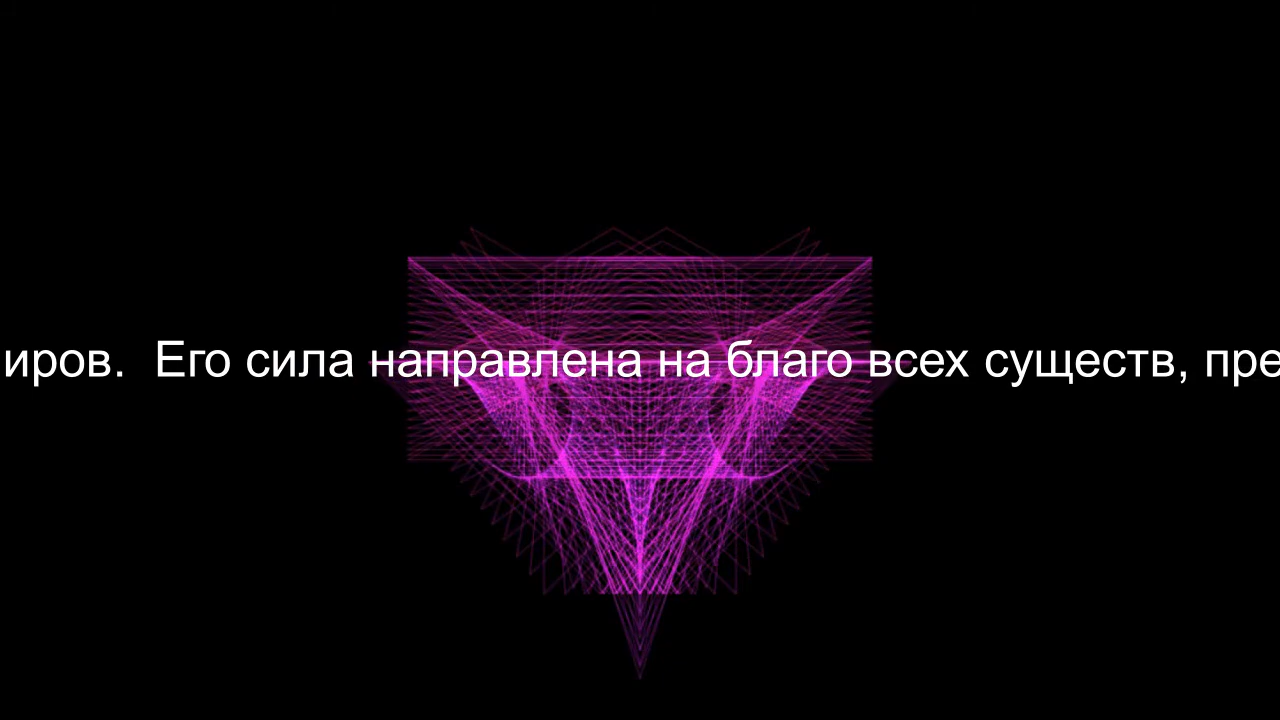 иров.  Его сила направлена на благо всех существ, пре